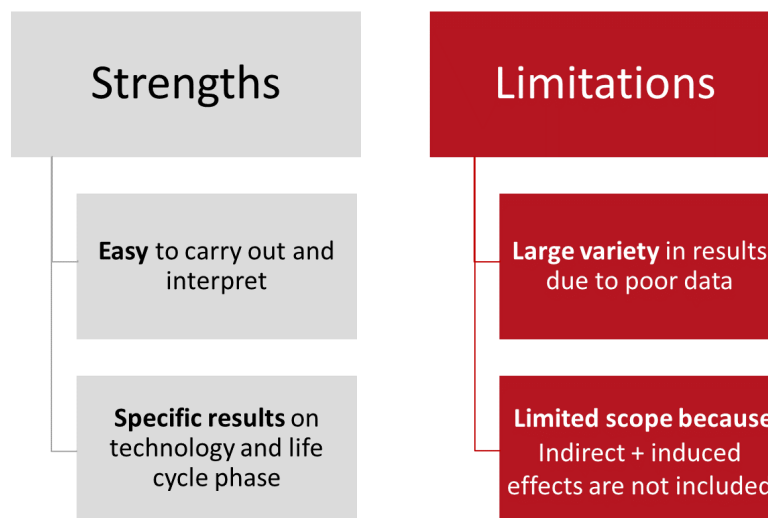 Strengths
Easy to carry out and
interpret
Specific results on
technology and life
cycle phase
Limitations
Large variety in results
due to poor data
Limited scope because
Indirect + induced
effects are not included